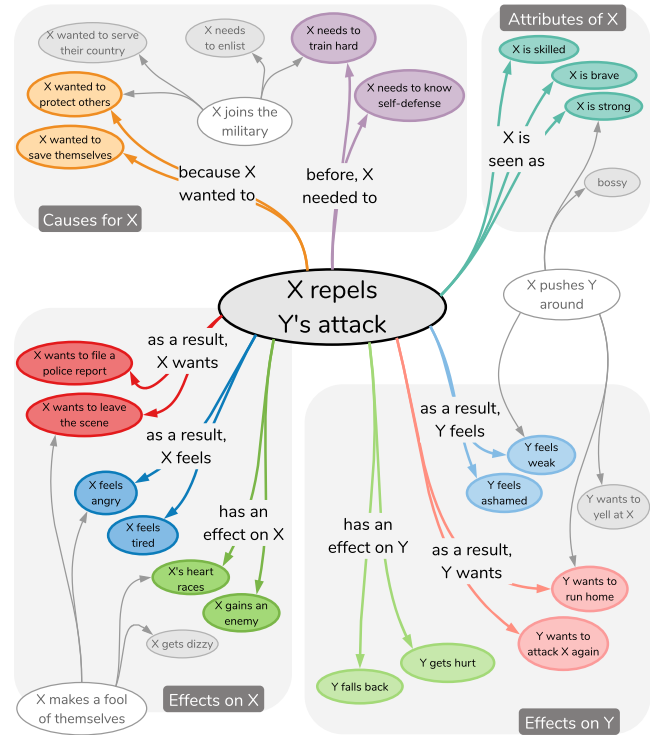 Attributes of X
X wanted to serve
their country
X needs
to enlist
X needs to
train hard
X is skilled
X is brave
X is strong
X wanted to
protect others
X needs to know
self-defense
X joins the
military
X wanted to
save themselves
because X
wanted to
before, X
needed to
X is
seen as
bossy
Causes for X
X repels
Y's attack
X pushes Y
around
as a result,
X wants
X wants to file a
police report
X wants to leave
the scene
as a result,
X feels
X feels
angry
X feels
tired
has an
effect on X
X's heart
races
X gains an
enemy
X gets dizzy
X makes a fool
of themselves
Effects on X
as a result,
Y feels
Y feels
weak
Y feels
ashamed
Y wants to
yell at X
has an
effect on Y
as a result,
Y wants
Y wants to
run home
Y wants to
attack X again
Y gets hurt
Y falls back
Effects on Y